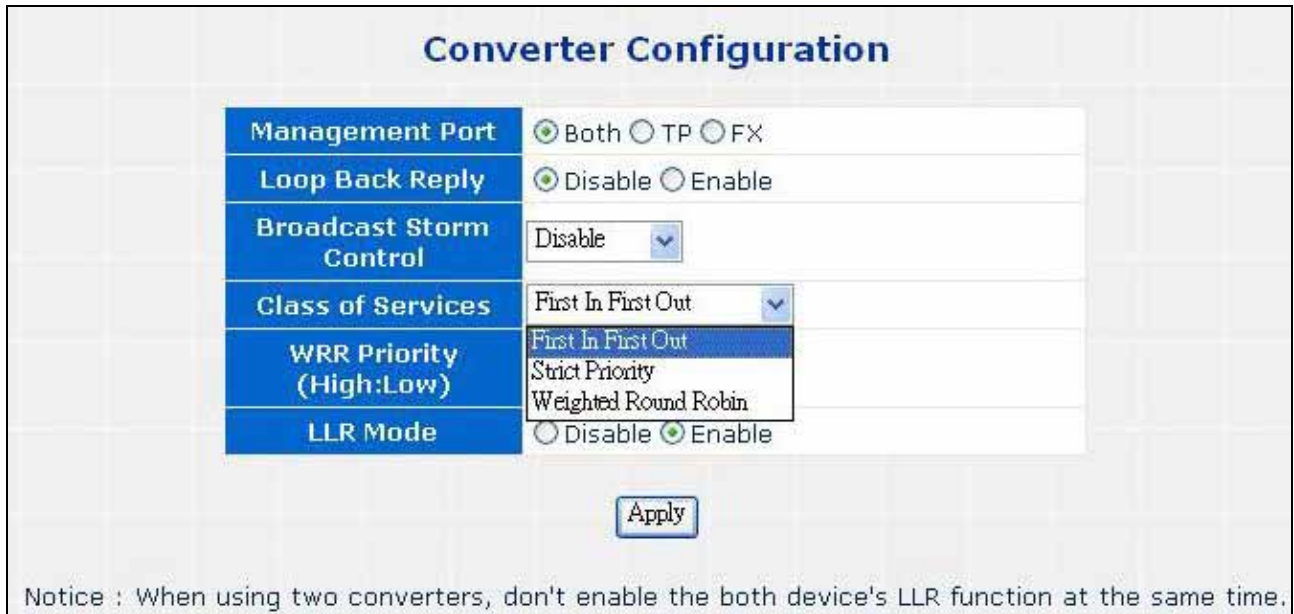 Converter Configuration
Management Port Both TP FX
Loop Back Reply Disable Enable
Broadcast Storm
Control
Disable
Class of Services First In First Out
First In First Out
Strict Priority
Weighted Round Robin
WRR Priority
(High:Low)
LLR Mode Disable Enable
Apply
Notice : When using two converters, don't enable the both device's LLR function at the same time.